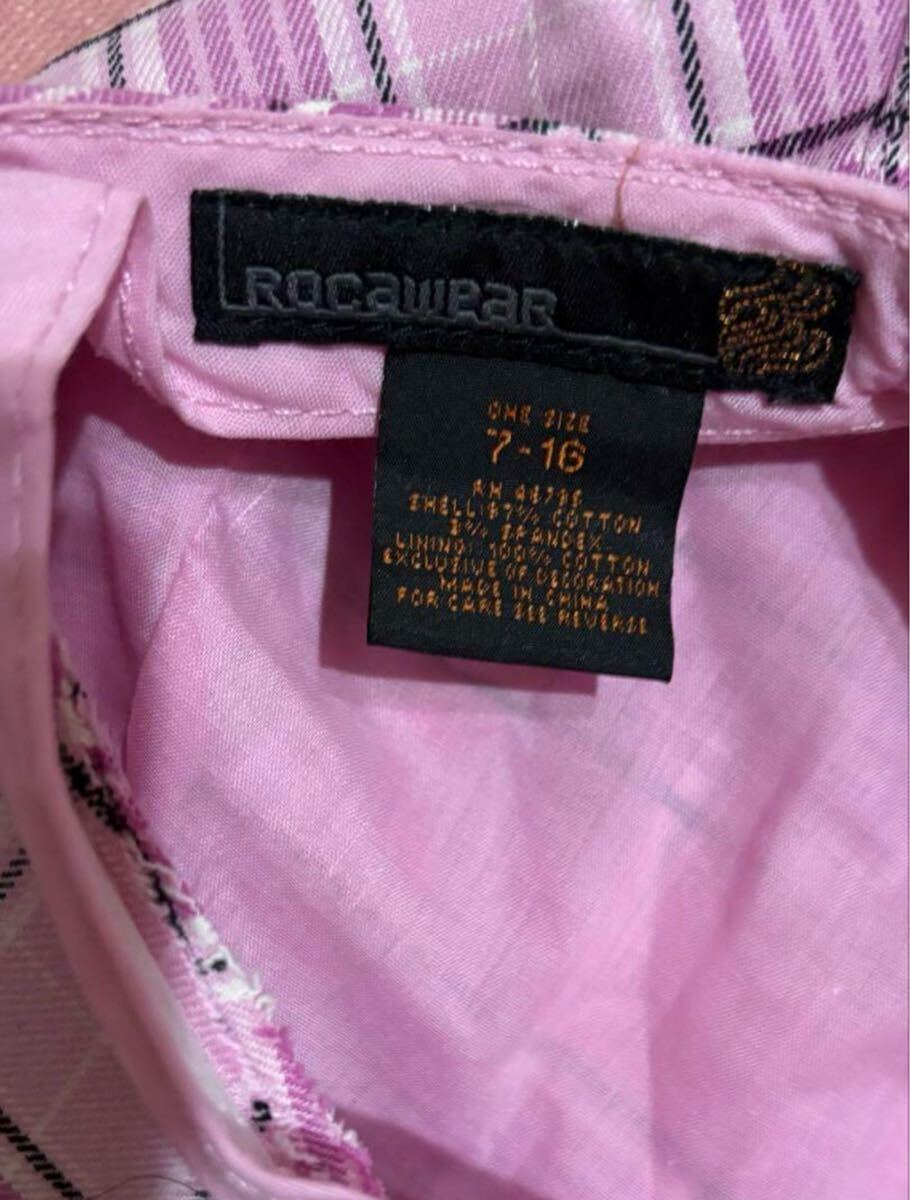 ROCAWEAR
ONE SIZE
7-16
RN
SHELL: 97% COTTON
3% SPANDEX
LINING: 100% COTTON
EXCLUSIVE OF DECORATION
MADE IN CHINA
FOR CARE SEE REVERSE